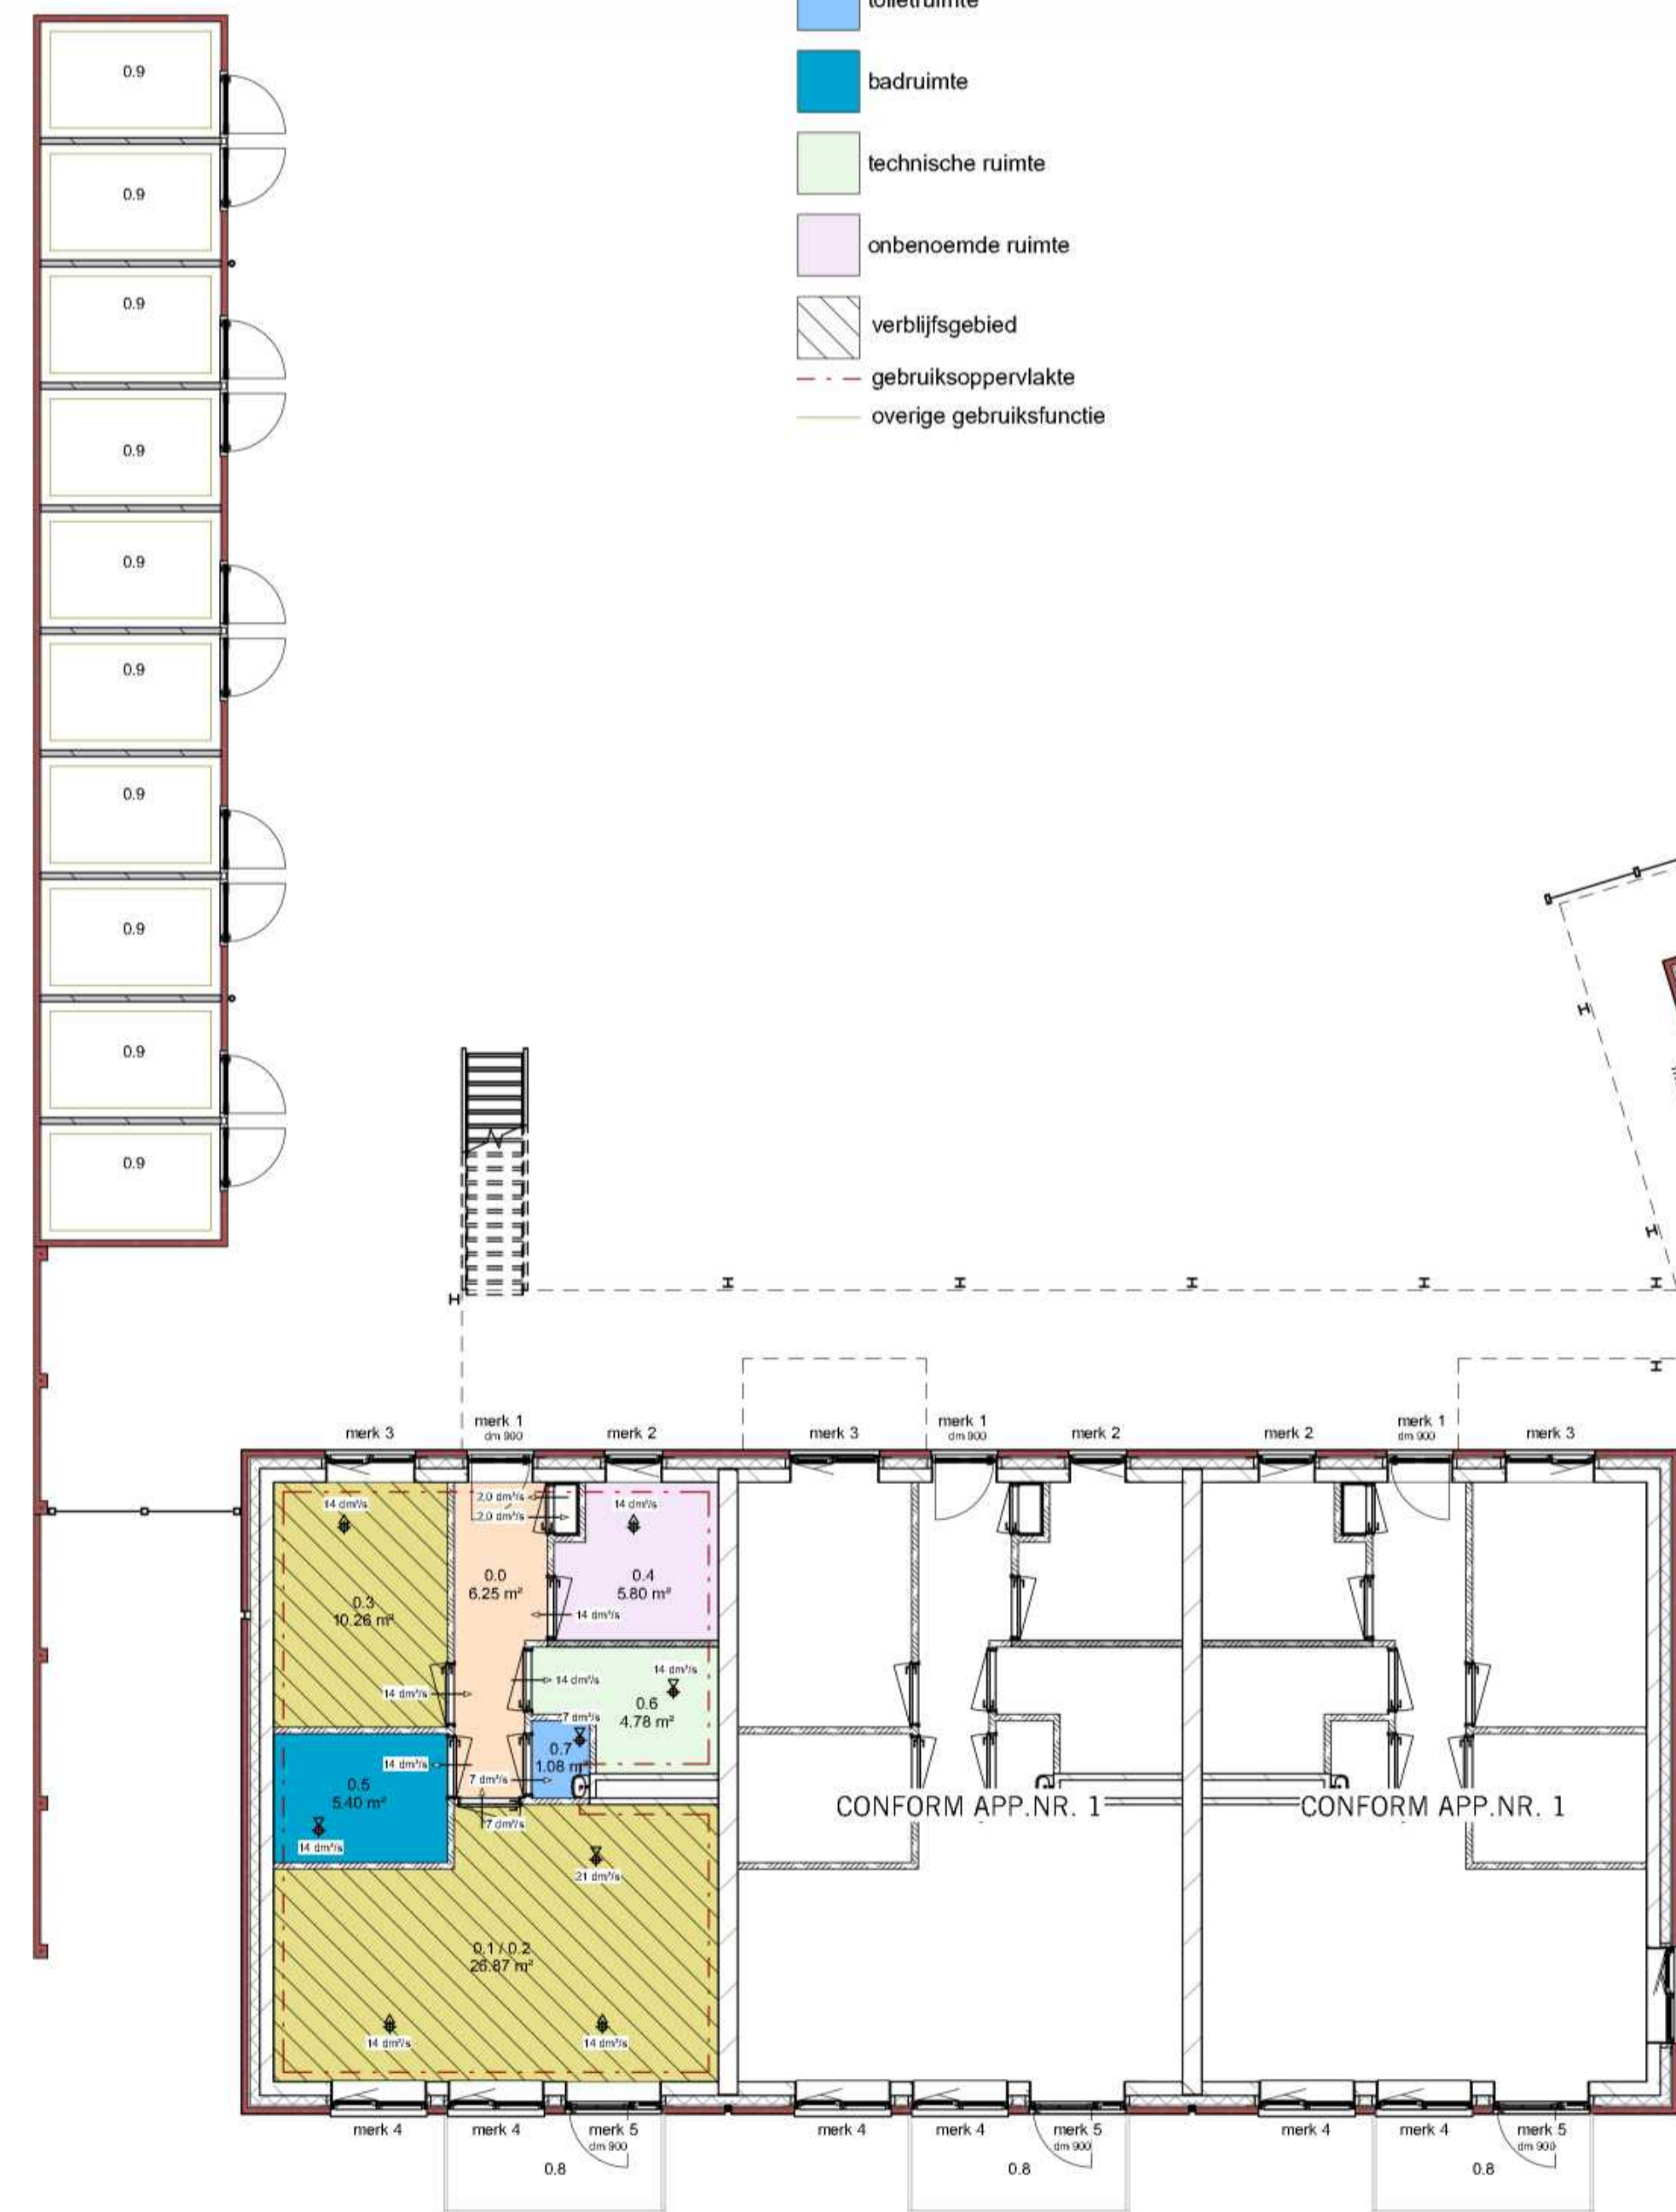 toiletruimte
badruimte
technische ruimte
onbenoemde ruimte
verblijfsgebied
gebruiksoppervlakte
overige gebruiksfunctie
0.9
0.9
0.9
0.9
0.9
0.9
0.9
0.9
0.9
0.9
merk 3
merk 1
dm 900
merk 2
merk 3
merk 1
dm 900
merk 2
merk 2
merk 1
dm 900
merk 3
14 dm³/s
2,0 dm³/s
2,0 dm³/s
14 dm³/s
0.0
6.25 m²
0.4
5.80 m²
0.3
10.26 m²
14 dm³/s
14 dm³/s
14 dm³/s
14 dm³/s
0.6
4.78 m²
7 dm³/s
0.7
1.08 m²
14 dm³/s
7 dm³/s
0.5
5.40 m²
7 dm³/s
14 dm³/s
CONFORM APP.NR. 1
CONFORM APP.NR. 1
21 dm³/s
0.1 / 0.2
26.87 m²
14 dm³/s
14 dm³/s
merk 4
merk 4
merk 5
dm 900
merk 4
merk 4
merk 5
dm 900
merk 4
merk 4
merk 5
dm 900
0.8
0.8
0.8